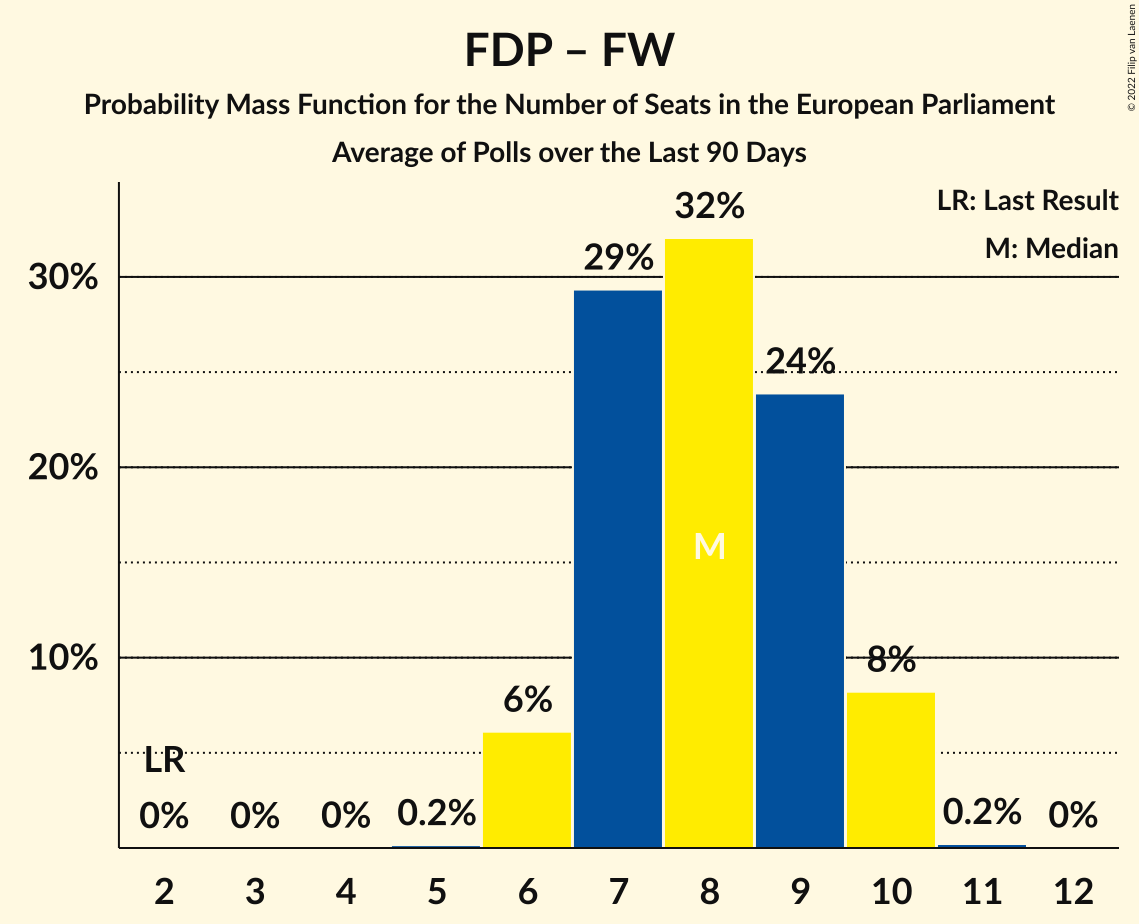 FDP – FW
Probability Mass Function for the Number of Seats in the European Parliament
Average of Polls over the Last 90 Days
© 2022 Filip van Laenen
LR: Last Result
M: Median
32%
29%
30%
24%
20%
M
10%
8%
6%
LR
0%
0%
0%
0.2%
0.2%
0%
2 3 4 5 6 7 8 9 10 11 12